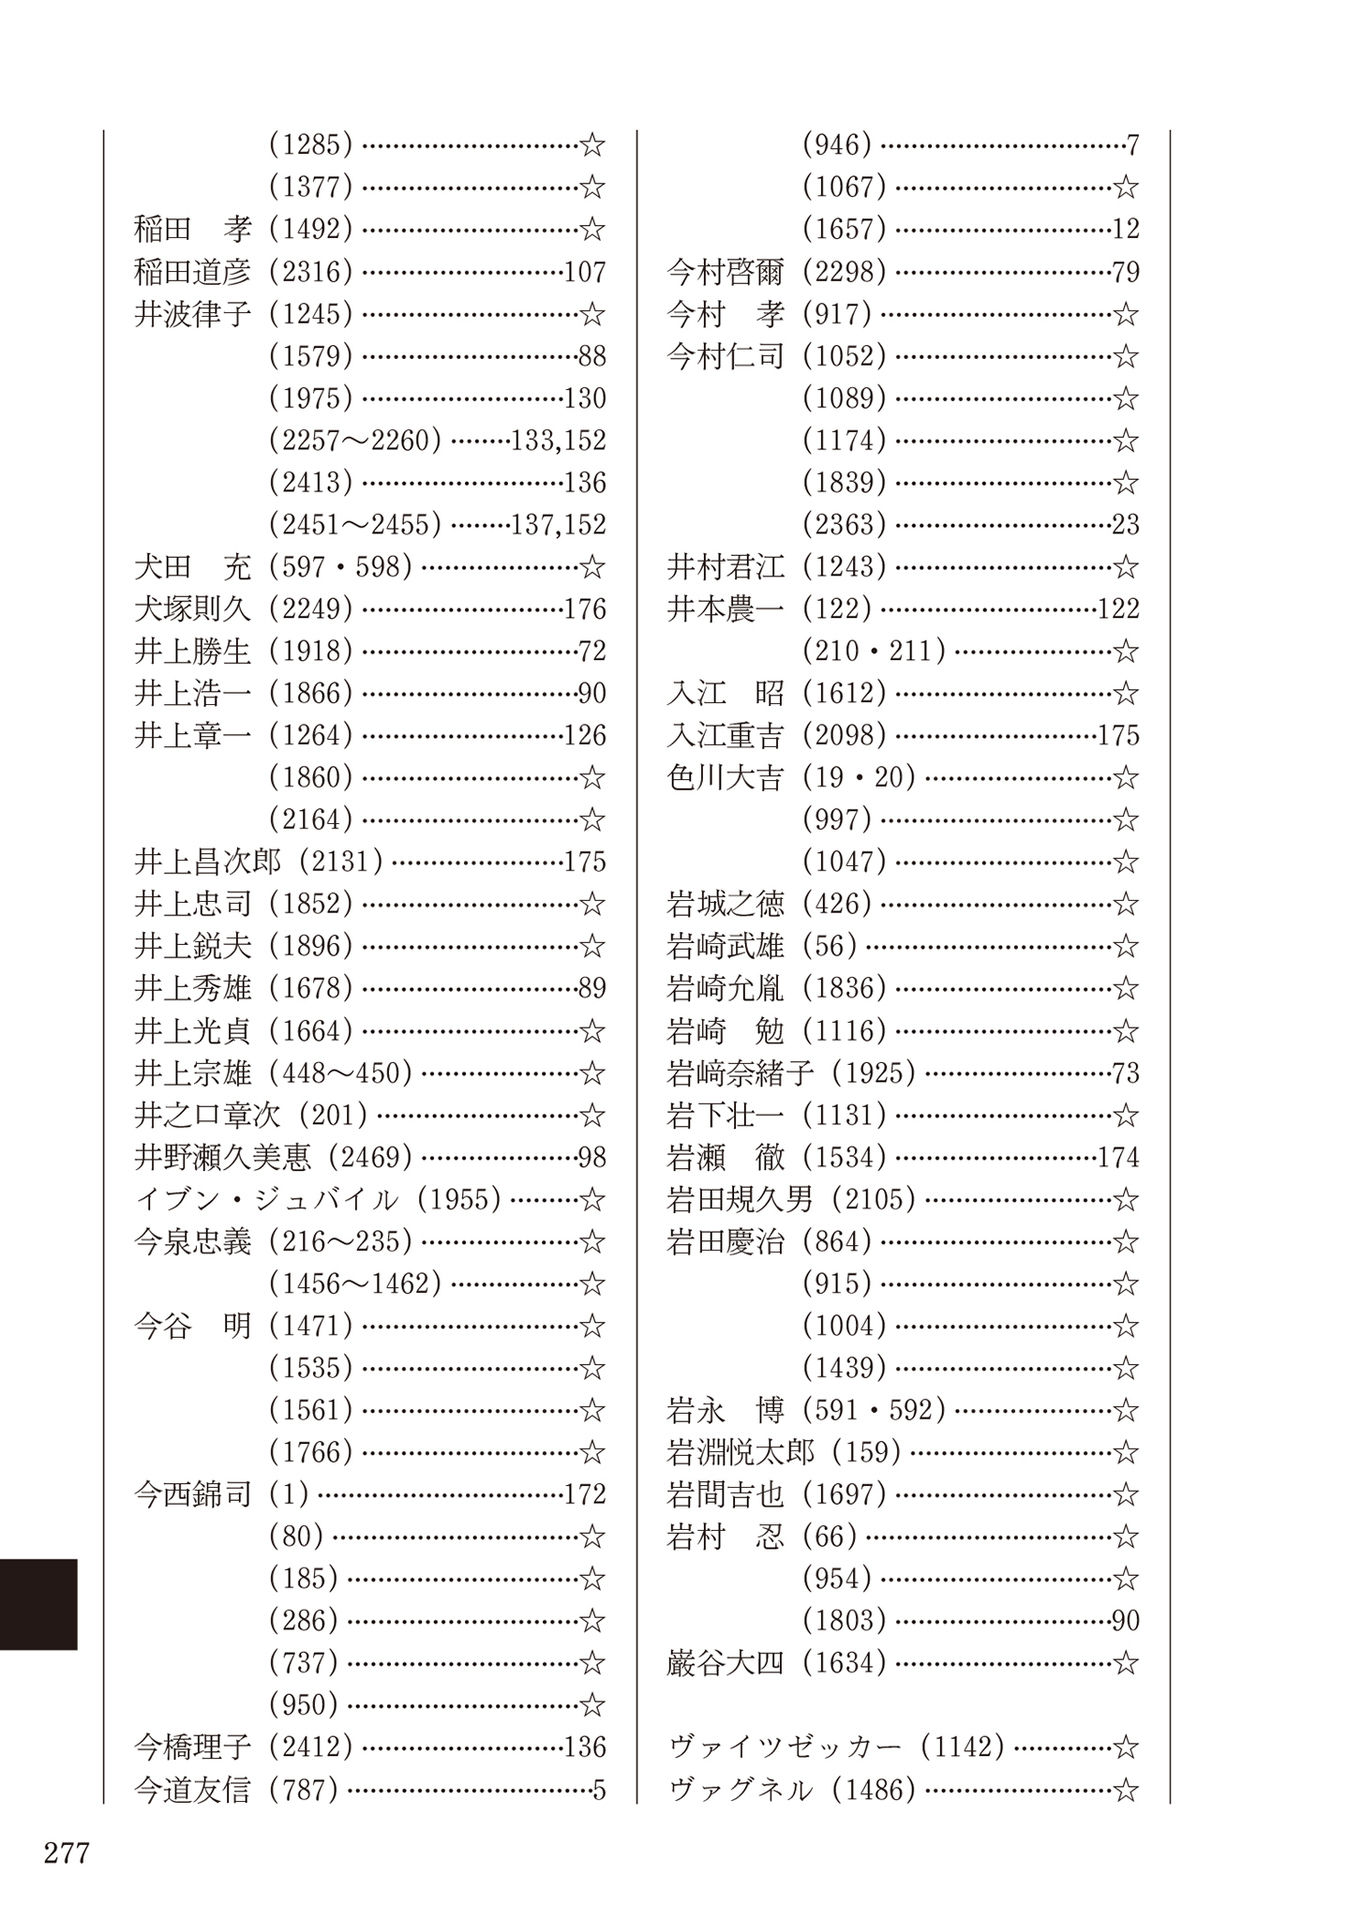 (1285)…………………………☆
(1377)…………………………☆
稲田　孝(1492)…………………………☆
稲田道彦(2316)………………………107
井波律子(1245)…………………………☆
(1579)…………………………88
(1975)………………………130
(2257～2260)………133,152
(2413)………………………136
(2451～2455)………137,152
犬田　充(597・598)…………………☆
犬塚則久(2249)………………………176
井上勝生(1918)…………………………72
井上浩一(1866)…………………………90
井上章一(1264)………………………126
(1860)…………………………☆
(2164)…………………………☆
井上昌次郎(2131)……………………175
井上忠司(1852)…………………………☆
井上鋭夫(1896)…………………………☆
井上秀雄(1678)…………………………89
井上光貞(1664)…………………………☆
井上宗雄(448～450)…………………☆
井之口章次(201)………………………☆
井野瀬久美惠(2469)…………………98
イブン・ジュバイル(1955)………☆
今泉忠義(216～235)…………………☆
(1456～1462)………………☆
今谷　明(1471)…………………………☆
(1535)…………………………☆
(1561)…………………………☆
(1766)…………………………☆
今西錦司(1)……………………………172
(80)……………………………☆
(185)…………………………☆
(286)…………………………☆
(737)…………………………☆
(950)…………………………☆
今橋理子(2412)………………………136
今道友信(787)……………………………5
(946)……………………………7
(1067)…………………………☆
(1657)…………………………12
今村啓爾(2298)…………………………79
今村　孝(917)…………………………☆
今村仁司(1052)…………………………☆
(1089)…………………………☆
(1174)…………………………☆
(1839)…………………………☆
(2363)…………………………23
井村君江(1243)…………………………☆
井本農一(122)…………………………122
(210・211)…………………☆
入江　昭(1612)…………………………☆
入江重吉(2098)………………………175
色川大吉(19・20)……………………☆
(997)…………………………☆
(1047)…………………………☆
岩城之徳(426)…………………………☆
岩崎武雄(56)……………………………☆
岩崎允胤(1836)…………………………☆
岩崎　勉(1116)…………………………☆
岩﨑奈緒子(1925)……………………73
岩下壮一(1131)…………………………☆
岩瀬　徹(1534)………………………174
岩田規久男(2105)……………………☆
岩田慶治(864)…………………………☆
(915)…………………………☆
(1004)…………………………☆
(1439)…………………………☆
岩永　博(591・592)…………………☆
岩淵悦太郎(159)………………………☆
岩間吉也(1697)…………………………☆
岩村　忍(66)……………………………☆
(954)…………………………☆
(1803)…………………………90
巌谷大四(1634)…………………………☆
ヴァイツゼッカー(1142)…………☆
ヴァグネル(1486)……………………☆
277